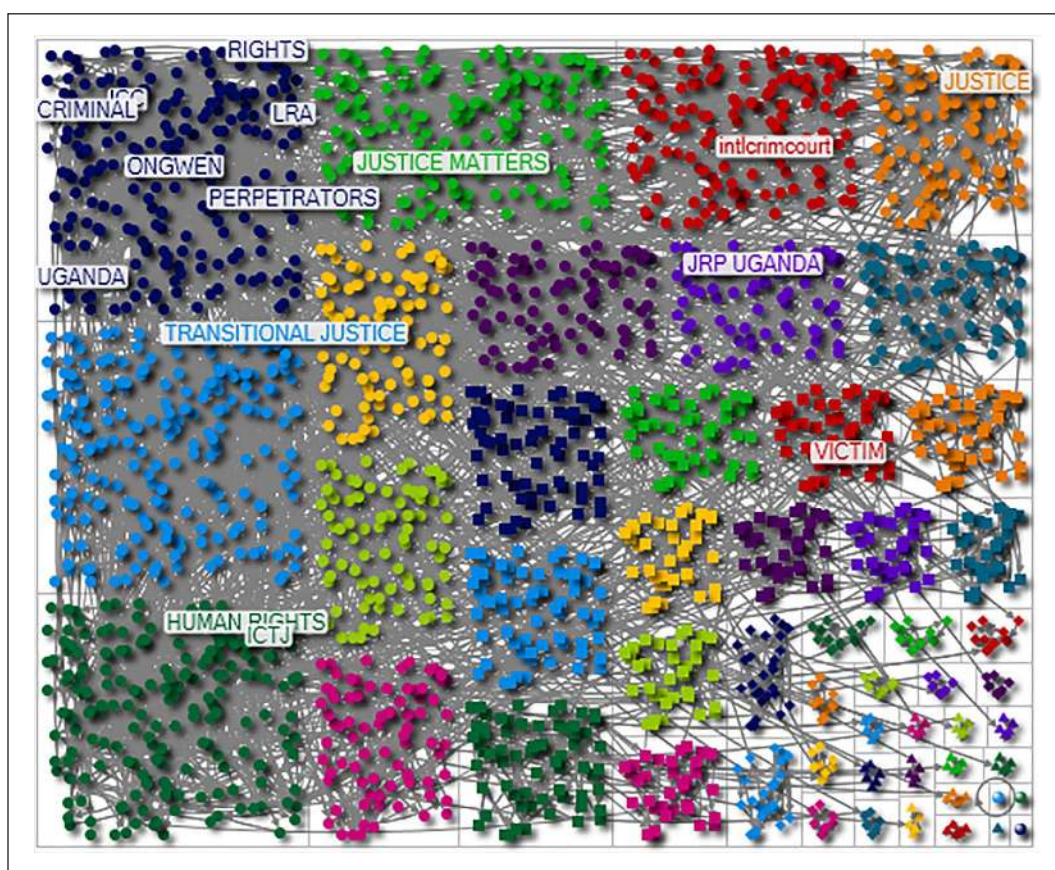 RIGHTS
JUSTICE
ICC
CRIMINAL
LRA
intlcrimcourt
JUSTICE MATTERS
ONGWEN
PERPETRATORS
JRP UGANDA
UGANDA
TRANSITIONAL JUSTICE
VICTIM
HUMAN RIGHTS
ICTJ